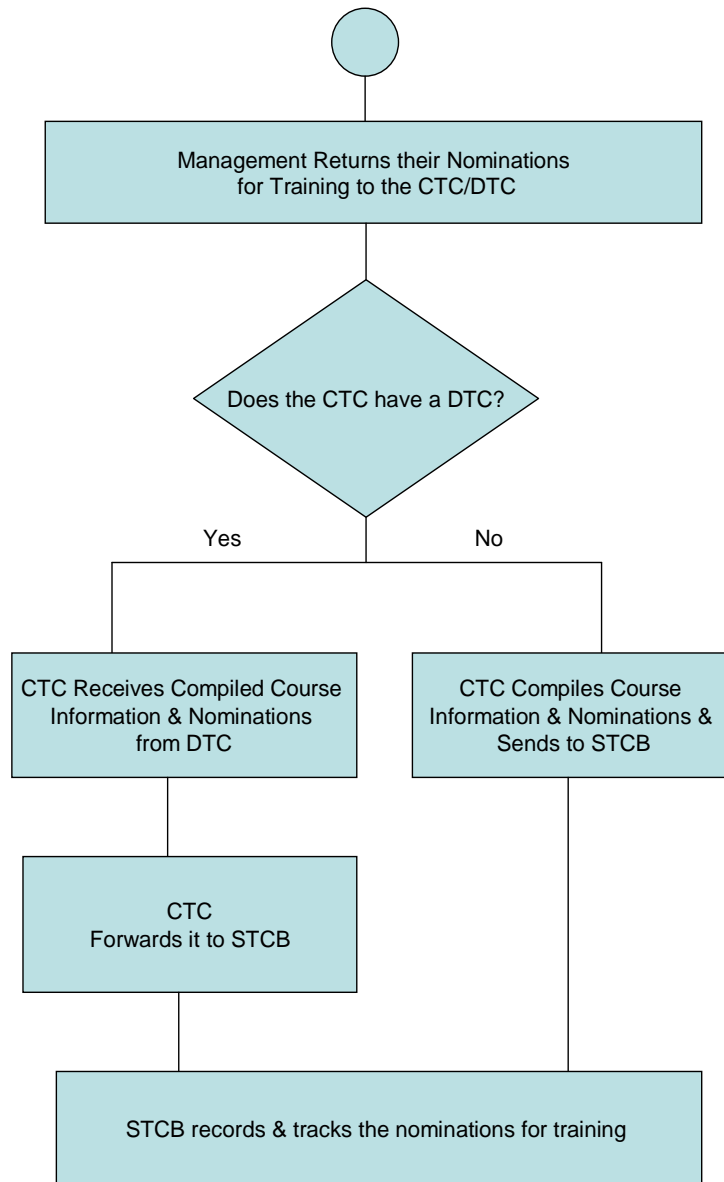 Management Returns their Nominations
for Training to the CTC/DTC
Does the CTC have a DTC?
Yes
No
CTC Receives Compiled Course
Information & Nominations
from DTC
CTC Compiles Course
Information & Nominations &
Sends to STCB
CTC
Forwards it to STCB
STCB records & tracks the nominations for training